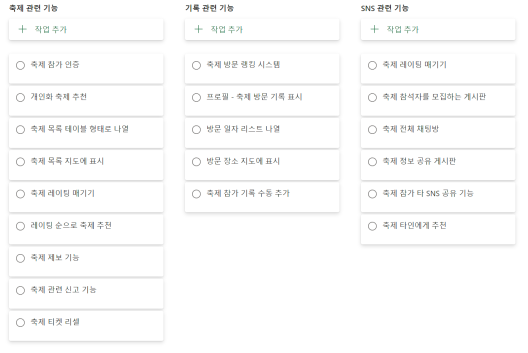 축제 관련 기능
작업 추가
축제 참가 인증
개인화 축제 추천
축제 목록 테이블 형태로 나열
축제 목록 지도에 표시
축제 레이팅 매기기
레이팅 순으로 축제 추천
축제 제보 기능
축제 관련 신고 기능
축제 티켓 리셀
기록 관련 기능
작업 추가
축제 방문 랭킹 시스템
프로필 - 축제 방문 기록 표시
방문 일자 리스트 나열
방문 장소 지도에 표시
축제 참가 기록 수동 추가
SNS 관련 기능
작업 추가
축제 레이팅 매기기
축제 참석자를 모집하는 게시판
축제 전체 채팅방
축제 정보 공유 게시판
축제 참가 타 SNS 공유 기능
축제 타인에게 추천